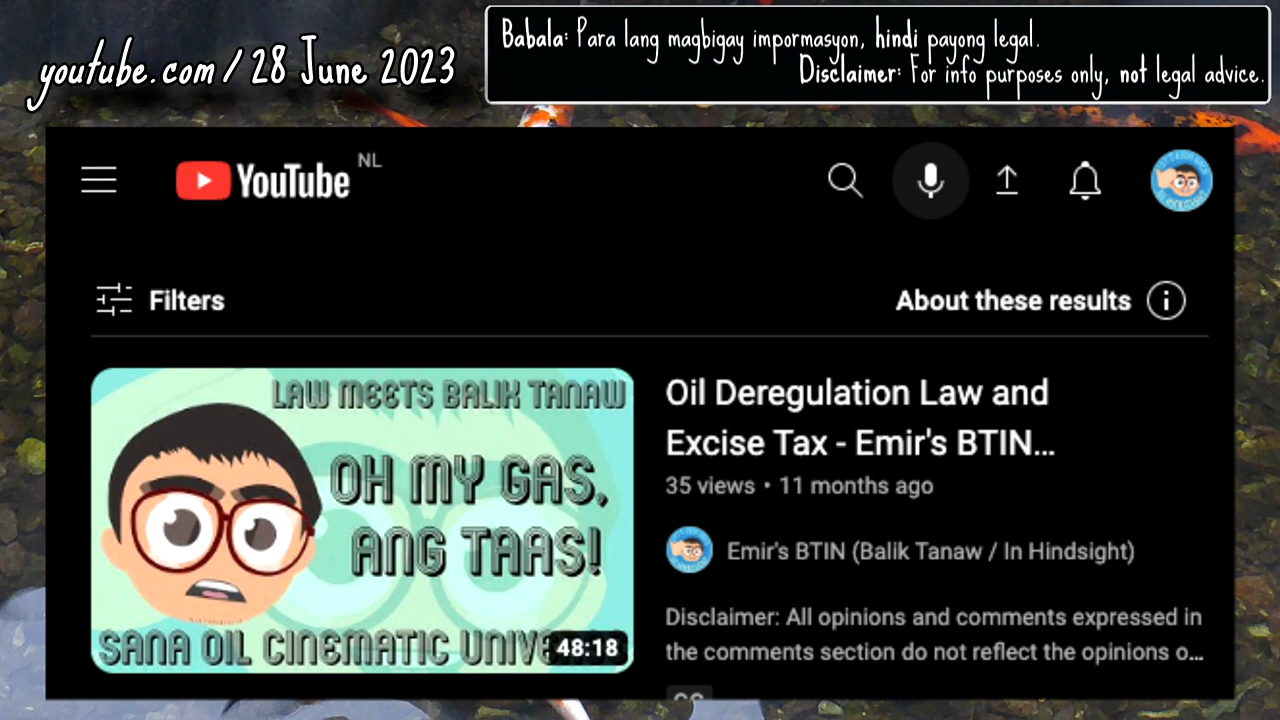 youtube.com / 28 June 2023
Babala: Para lang magbigay impormasyon, hindi payong legal.
Disclaimer: For info purposes only, not legal advice.
YouTube NL
Filters
About these results
LAW MEETS BALIK TANAW
OH MY GAS,
ANG TAAS!
SANA OIL CINEMATIC UNIVE
48:18
Oil Deregulation Law and
Excise Tax - Emir's BTIN...
35 views • 11 months ago
Emir's BTIN (Balik Tanaw / In Hindsight)
Disclaimer: All opinions and comments expressed in
the comments section do not reflect the opinions o...